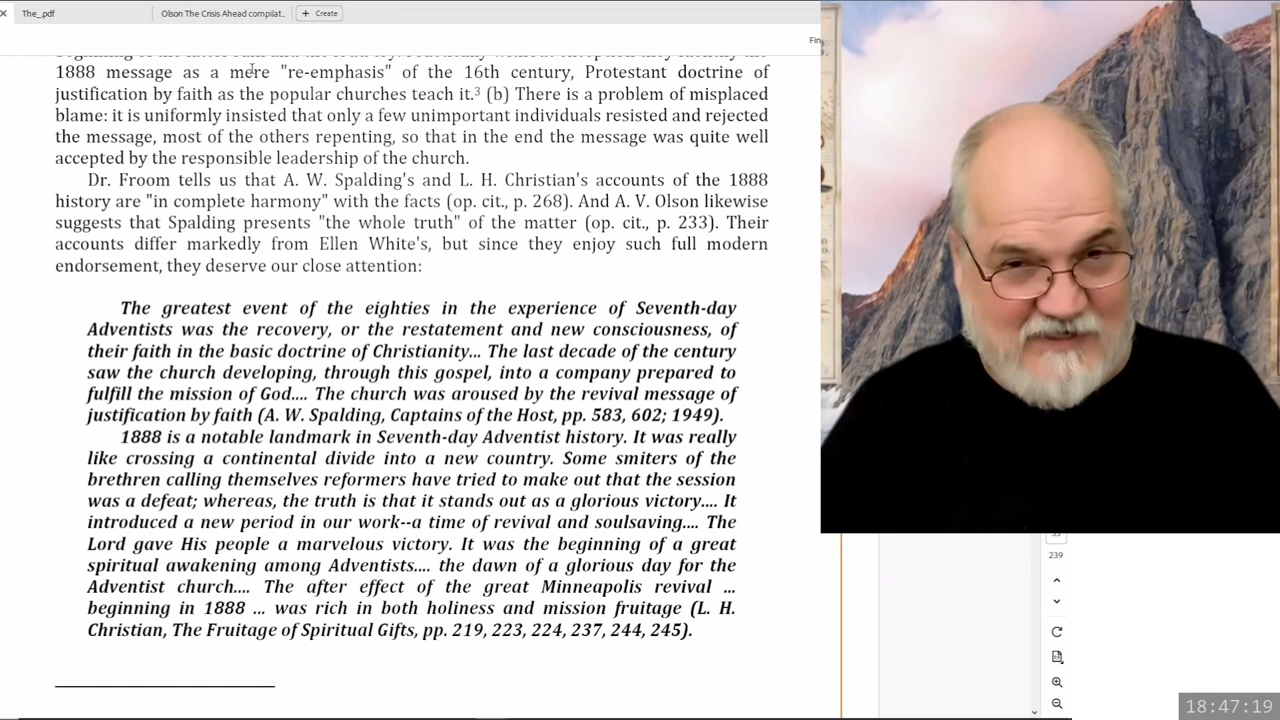 The_.pdf
Olson The Crisis Ahead compilat..
+ Create
Fin
1888 message as a mere "re-emphasis" of the 16th century, Protestant doctrine of
justification by faith as the popular churches teach it.³ (b) There is a problem of misplaced
blame: it is uniformly insisted that only a few unimportant individuals resisted and rejected
the message, most of the others repenting, so that in the end the message was quite well
accepted by the responsible leadership of the church.
Dr. Froom tells us that A. W. Spalding's and L. H. Christian's accounts of the 1888
history are "in complete harmony" with the facts (op. cit., p. 268). And A. V. Olson likewise
suggests that Spalding presents "the whole truth" of the matter (op. cit., p. 233). Their
accounts differ markedly from Ellen White's, but since they enjoy such full modern
endorsement, they deserve our close attention:
The greatest event of the eighties in the experience of Seventh-day
Adventists was the recovery, or the restatement and new consciousness, of
their faith in the basic doctrine of Christianity... The last decade of the century
saw the church developing, through this gospel, into a company prepared to
fulfill the mission of God.... The church was aroused by the revival message of
justification by faith (A. W. Spalding, Captains of the Host, pp. 583, 602; 1949).
1888 is a notable landmark in Seventh-day Adventist history. It was really
like crossing a continental divide into a new country. Some smiters of the
brethren calling themselves reformers have tried to make out that the session
was a defeat; whereas, the truth is that it stands out as a glorious victory.... It
introduced a new period in our work--a time of revival and soulsaving.... The
Lord gave His people a marvelous victory. It was the beginning of a great
spiritual awakening among Adventists.... the dawn of a glorious day for the
Adventist church.... The after effect of the great Minneapolis revival ...
beginning in 1888 ... was rich in both holiness and mission fruitage (L. H.
Christian, The Fruitage of Spiritual Gifts, pp. 219, 223, 224, 237, 244, 245).
239
18:47:19